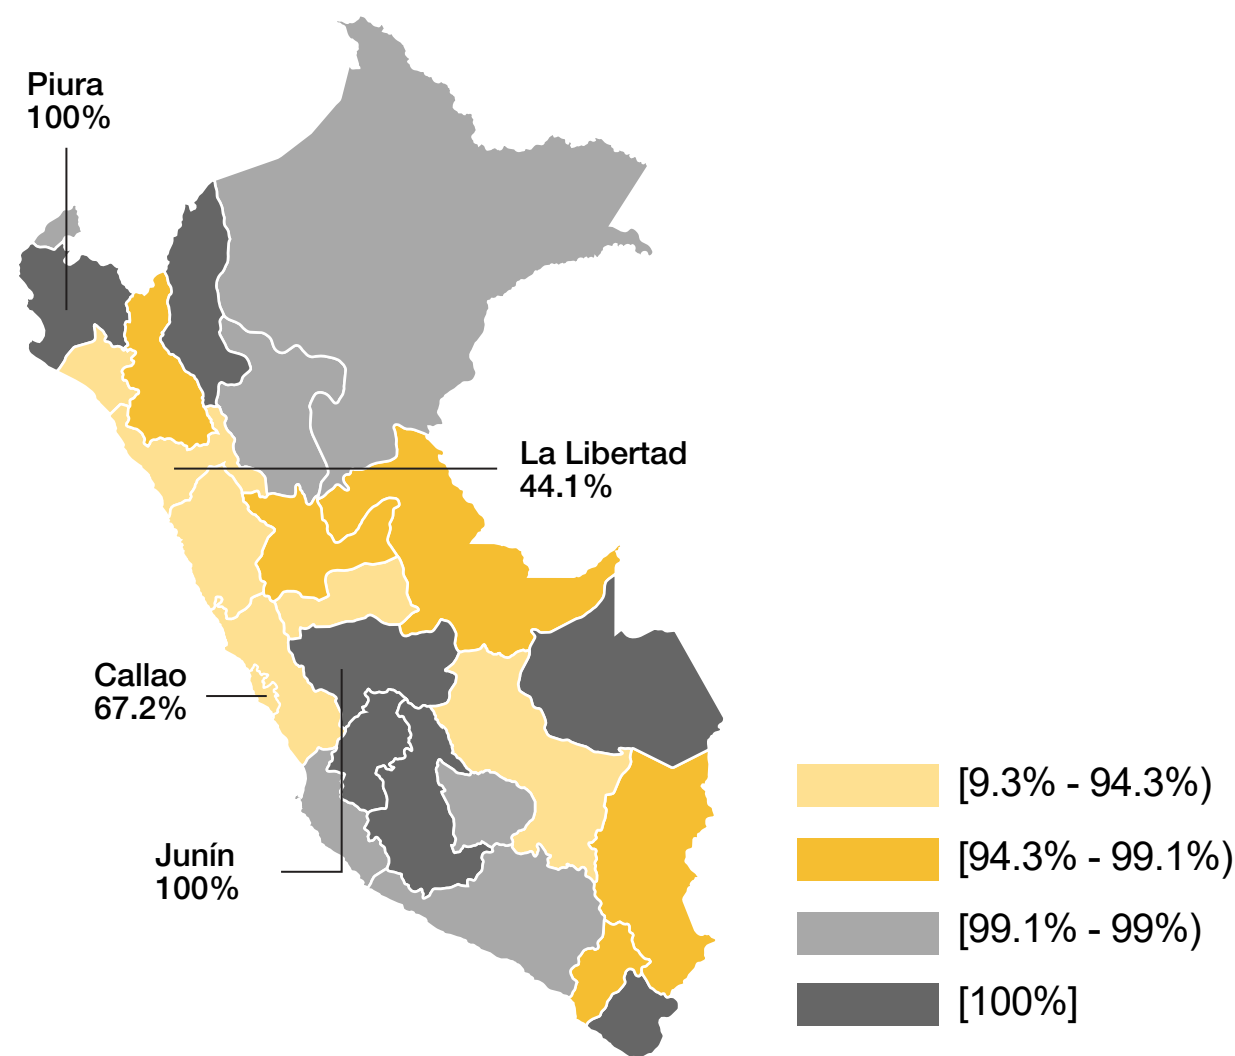 Piura
100%
La Libertad
44.1%
Callao
67.2%
Junín
100%
[9.3% - 94.3%)
[94.3% - 99.1%)
[99.1% - 99%)
[100%]